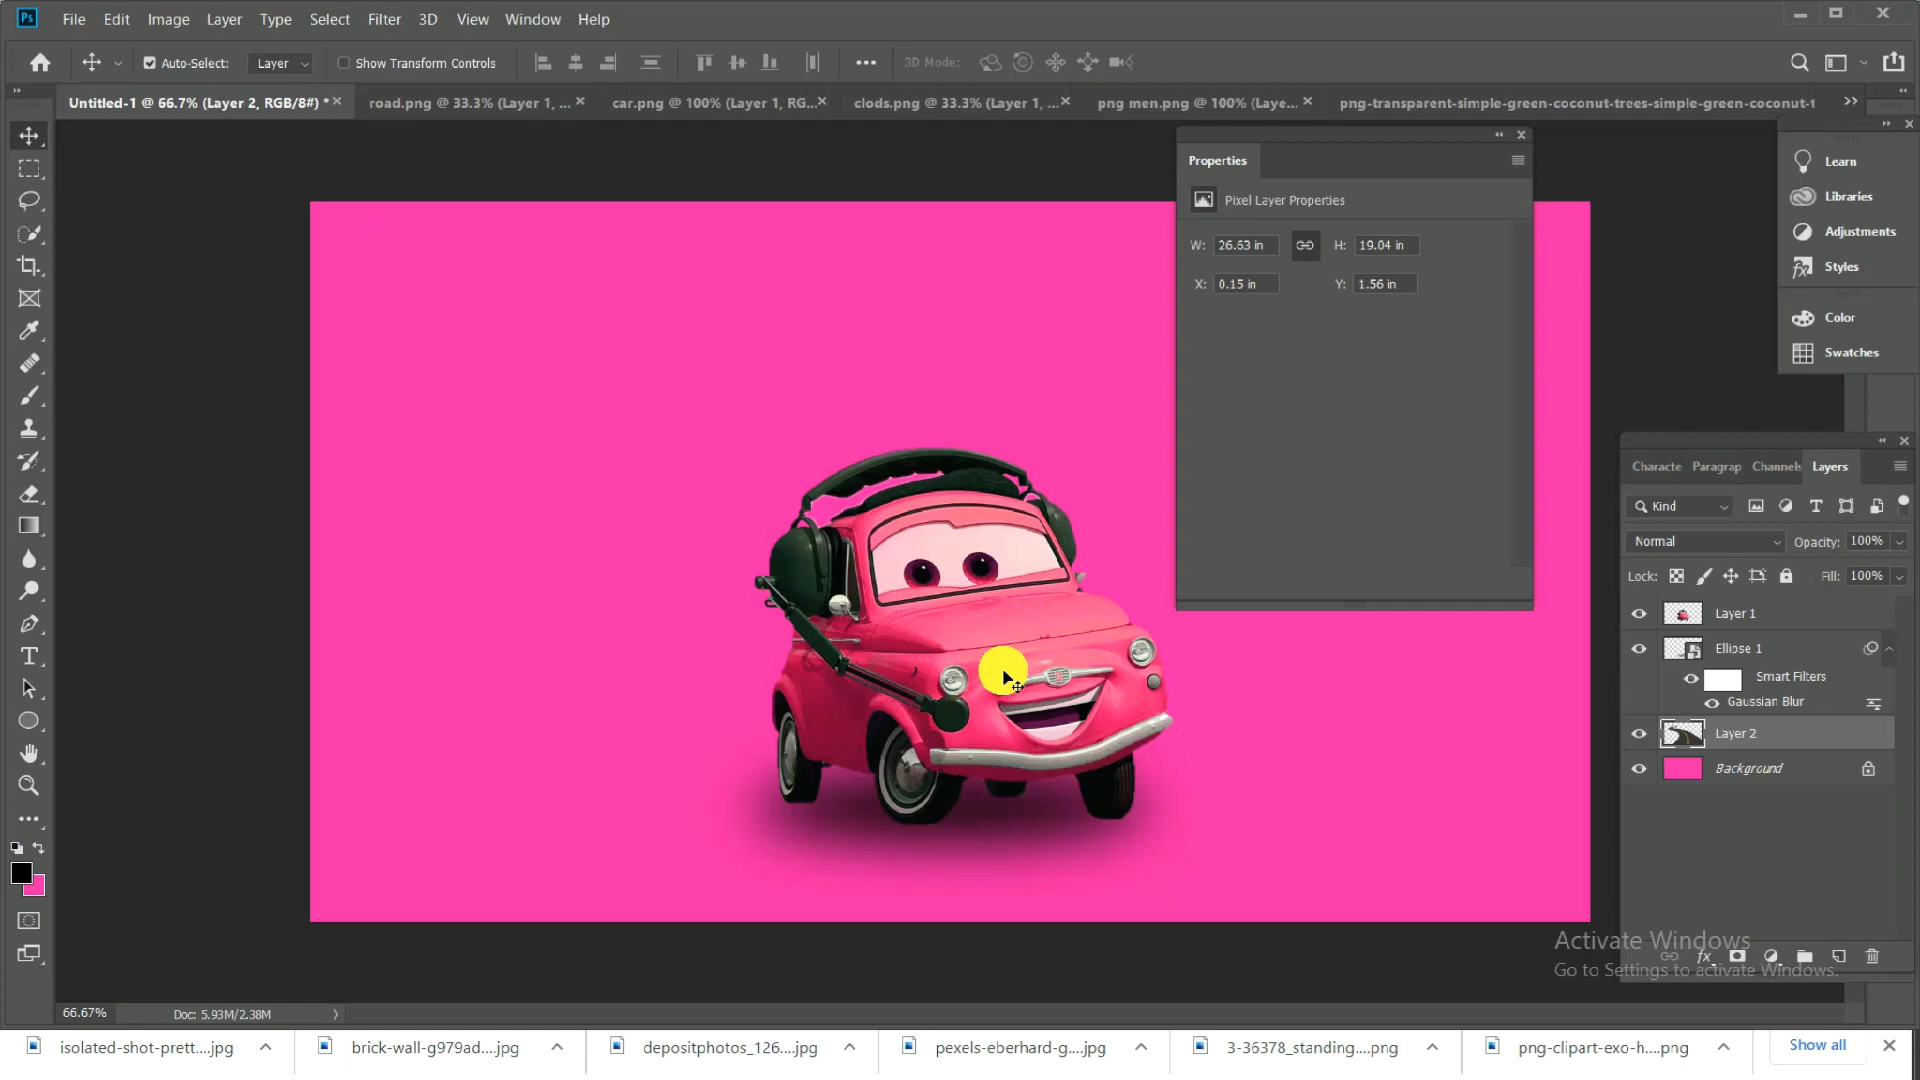 Ps File Edit Image Layer Type Select Filter 3D View Window Help
Auto-Select: Layer Show Transform Controls 3D Mode:
Untitled-1 @ 66.7% (Layer 2, RGB/8#) * road.png @ 33.3% (Layer 1, ... car.png @ 100% (Layer 1, RG... clods.png @ 33.3% (Layer 1, ... png men.png @ 100% (Laye... png-transparent-simple-green-coconut-trees-simple-green-coconut-t
Properties
Pixel Layer Properties
W: 26.63 in H: 19.04 in
X: 0.15 in Y: 1.56 in
Learn
Libraries
Adjustments
Styles
Color
Swatches
Characte Paragrap Channels Layers
Kind
Normal Opacity: 100%
Lock: Fill: 100%
Layer 1
Ellipse 1
Smart Filters
Gaussian Blur
Layer 2
Background
Activate Windows
Go to Settings to activate Windows.
66.67% Doc: 5.93M/2.38M
isolated-shot-prett....jpg brick-wall-g979ad....jpg depositphotos_126....jpg pexels-eberhard-g....jpg 3-36378_standing....png png-clipart-exo-h....png Show all